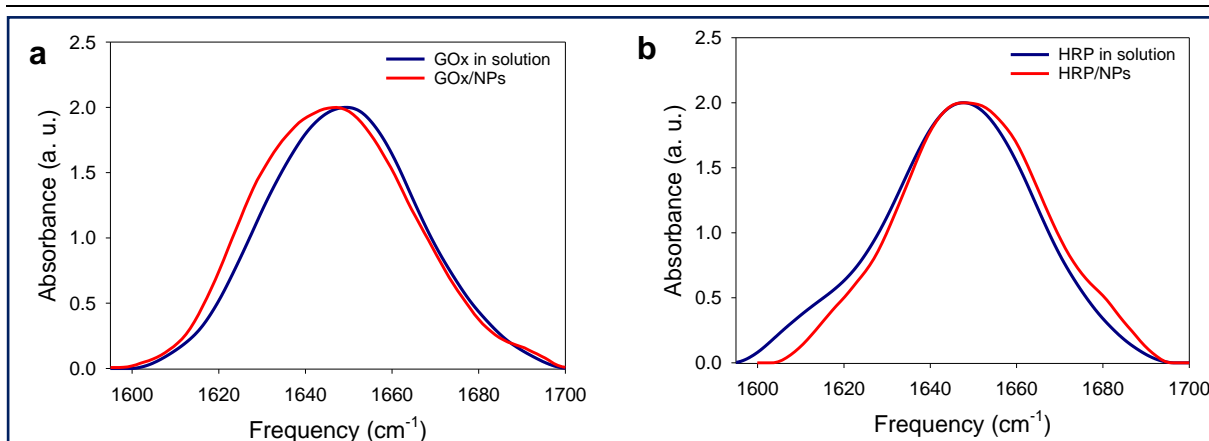 a
GOx in solution
GOx/NPs
2.5
2.0
1.5
1.0
0.5
0.0
Absorbance (a. u.)
1600 1620 1640 1660 1680 1700
Frequency (cm-1)
b
HRP in solution
HRP/NPs
2.5
2.0
1.5
1.0
0.5
0.0
Absorbance (a. u.)
1600 1620 1640 1660 1680 1700
Frequency (cm-1)